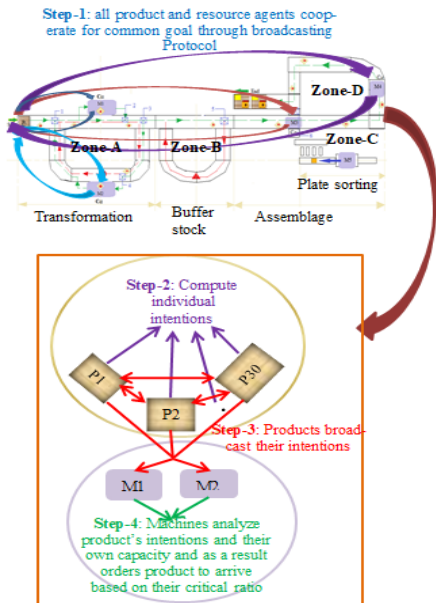 Step-1: all product and resource agents coop-
erate for common goal through broadcasting
Protocol
Zone-D
Zone-A
Zone-B
Zone-C
Plate sorting
Transformation
Buffer
stock
Assemblage
Step-2: Compute
individual
intentions
P1
P2
P30
Step-3: Products broad-
cast their intentions
M1
M2
Step-4: Machines analyze
product's intentions and their
own capacity and as a result
orders product to arrive
based on their critical ratio